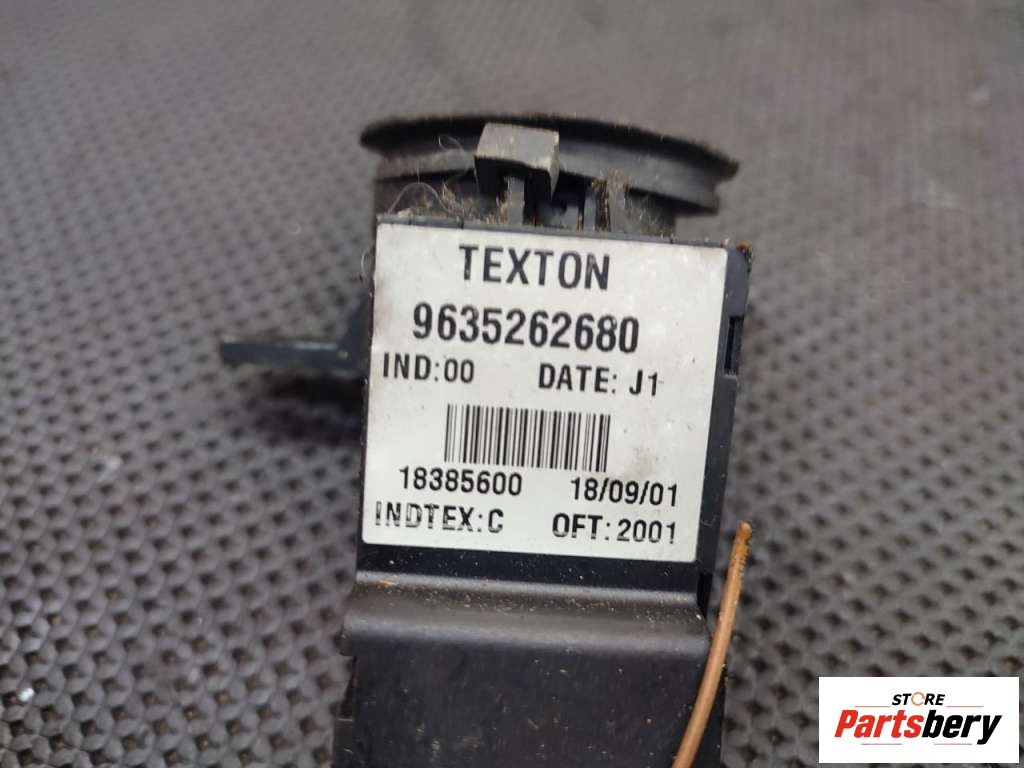 TEXTON
9635262680
IND:00 DATE: J1
18385600 18/09/01
INDTEX:C OFT:2001
STORE
Partsbery